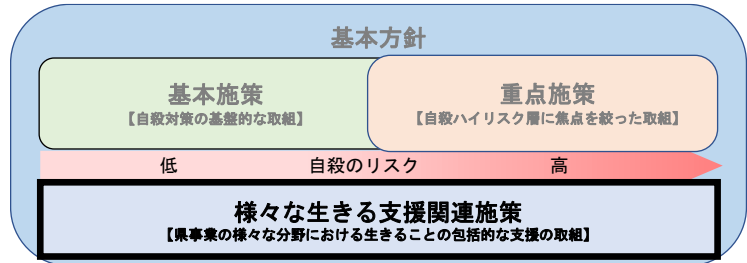 基本方針
基本施策
【自殺対策の基盤的な取組】
重点施策
【自殺ハイリスク層に焦点を絞った取組】
低 自殺のリスク 高
様々な生きる支援関連施策
【県事業の様々な分野における生きることの包括的な支援の取組】